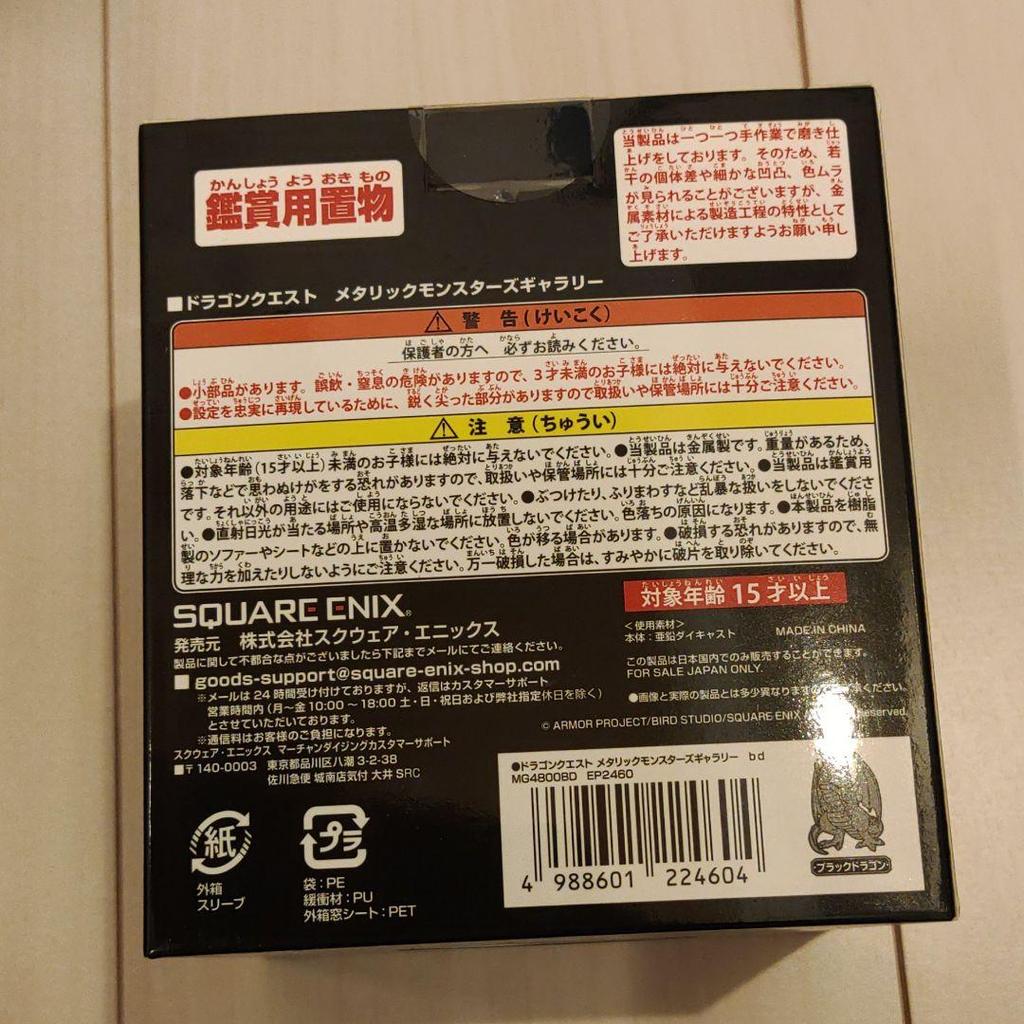 かんしょう よう おき もの
鑑賞用置物
当製品は一つ一つ手作業で磨き仕
上げをしております。そのため、若
干の個体差や細かな凹凸、色ムラ
が見られることがございますが、金
属素材による製造工程の特性として
ご了承いただけますようお願い申し
上げます。
■ドラゴンクエスト メタリックモンスターズギャラリー
⚠ 警 告(けいこく)
保護者の方へ 必ずお読みください。
●小部品があります。誤飲・窒息の危険がありますので、3才未満のお子様には絶対に与えないでください。
●設定を忠実に再現しているために、鋭く尖った部分がありますので取扱いや保管場所には十分ご注意ください。
⚠ 注 意(ちゅうい)
●対象年齢(15才以上)未満のお子様には絶対に与えないでください。●当製品は金属製です。重量があるため、
落下などで思わぬけがをする恐れがありますので、取扱いや保管場所には十分ご注意ください。●当製品は鑑賞用
です。それ以外の用途にはご使用にならないでください。●ぶつけたり、ふりまわすなど乱暴な扱いをしないでくださ
い。●直射日光が当たる場所や高温多湿な場所に放置しないでください。色落ちの原因になります。●本製品を樹脂
製のソファーやシートなどの上に置かないでください。色が移る場合があります。●破損する恐れがありますので、無
理な力を加えたりしないようにご注意ください。万一破損した場合は、すみやかに破片を取り除いてください。
SQUARE ENIX®
発売元 株式会社スクウェア・エニックス
製品に関して不都合な点がございましたら下記までメールにてご連絡ください。
■ goods-support@square-enix-shop.com
※メールは24時間受け付けておりますが、返信はカスタマーサポート
営業時間内(月~金 10:00~18:00 土・日・祝日および弊社指定休日を除く)
とさせていただいております。
※通信料はお客様のご負担になります。
スクウェア・エニックス マーチャンダイジングカスタマーサポート
■〒140-0003 東京都品川区八潮 3-2-38
佐川急便 城南店気付 大井 SRC
たいしょうねんれい さい いじょう
対象年齢 15 才以上
<使用素材>
本体:亜鉛ダイキャスト MADE IN CHINA
この製品は日本国内でのみ販売することができます。
FOR SALE JAPAN ONLY.
●画像と実際の製品とは多少異なります
ください。
© ARMOR PROJECT/BIRD STUDIO/SQUARE ENIX
Reserved.
●ドラゴンクエスト メタリックモンスターズギャラリー bd
MG4800BD EP2460
4 988601 224604
ブラックドラゴン
紙
外箱
スリーブ
プラ
袋:PE
緩衝材:PU
外箱窓シート:PET